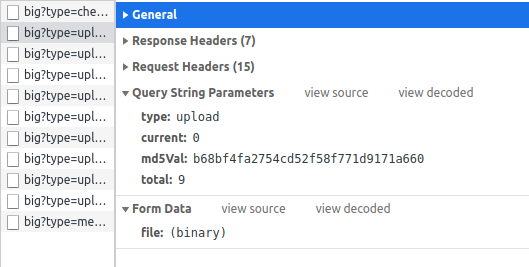 big?type=che...
big?type=upl...
big?type=upl...
big?type=upl...
big?type=upl...
big?type=upl...
big?type=upl...
big?type=upl...
big?type=upl...
big?type=upl...
big?type=me...
General
Response Headers (7)
Request Headers (15)
Query String Parameters view source view decoded
type: upload
current: 0
md5Val: b68bf4fa2754cd52f58f771d9171a660
total: 9
Form Data view source view decoded
file: (binary)